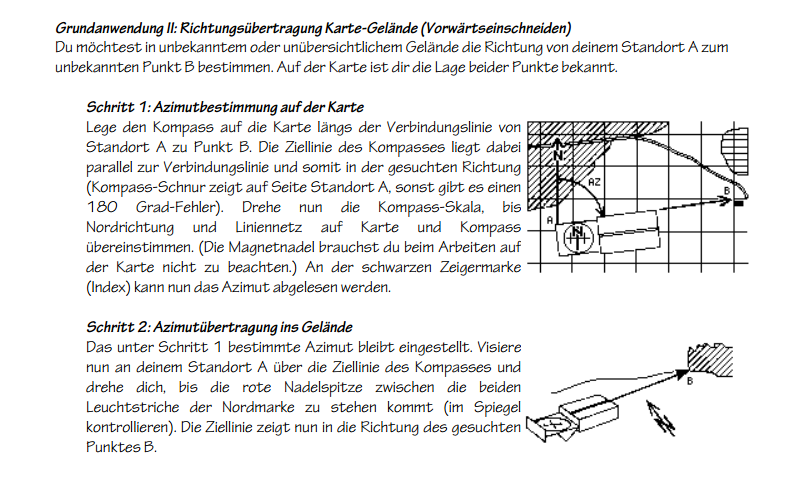 Grundanwendung II: Richtungsübertragung Karte-Gelände (Vorwärtseinschneiden)
Du möchtest in unbekanntem oder unübersichtlichem Gelände die Richtung von deinem Standort A zum
unbekannten Punkt B bestimmen. Auf der Karte ist dir die Lage beider Punkte bekannt.
Schritt 1: Azimutbestimmung auf der Karte
Lege den Kompass auf die Karte längs der Verbindungslinie von
Standort A zu Punkt B. Die Ziellinie des Kompasses liegt dabei
parallel zur Verbindungslinie und somit in der gesuchten Richtung
(Kompass-Schnur zeigt auf Seite Standort A, sonst gibt es einen
180 Grad-Fehler). Drehe nun die Kompass-Skala, bis
Nordrichtung und Liniennetz auf Karte und Kompass
übereinstimmen. (Die Magnetnadel brauchst du beim Arbeiten auf
der Karte nicht zu beachten.) An der schwarzen Zeigermarke
(Index) kann nun das Azimut abgelesen werden.
N
AZ
B
A
N
Schritt 2: Azimutübertragung ins Gelände
Das unter Schritt 1 bestimmte Azimut bleibt eingestellt. Visiere
nun an deinem Standort A über die Ziellinie des Kompasses und
drehe dich, bis die rote Nadelspitze zwischen die beiden
Leuchtstriche der Nordmarke zu stehen kommt (im Spiegel
kontrollieren). Die Ziellinie zeigt nun in die Richtung des gesuchten
Punktes B.
B
N